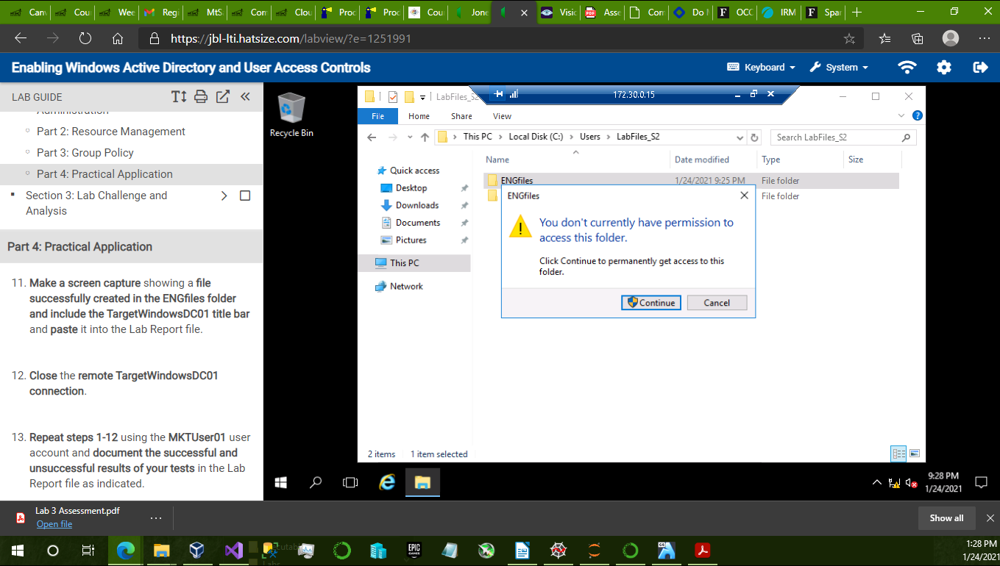 Canv
Cour
Wee
Regi
MtS
Com
Clou
Proc
Proc
Cour
Jone
Visio
Asse
Com
Do N
OCC
IRM
Spar
https://jbl-lti.hatsize.com/labview/?e=1251991
Enabling Windows Active Directory and User Access Controls
Keyboard
System
LAB GUIDE
Administration
Part 2: Resource Management
Part 3: Group Policy
Part 4: Practical Application
Section 3: Lab Challenge and
Analysis
Part 4: Practical Application
11. Make a screen capture showing a file
successfully created in the ENGfiles folder
and include the TargetWindowsDC01 title bar
and paste it into the Lab Report file.
12. Close the remote TargetWindowsDC01
connection.
13. Repeat steps 1-12 using the MKTUser01 user
account and document the successful and
unsuccessful results of your tests in the Lab
Report file as indicated.
Recycle Bin
LabFiles_S2
172.30.0.15
File Home Share View
This PC > Local Disk (C:) > Users > LabFiles_S2
Search LabFiles_S2
Name Date modified Type Size
Quick access
Desktop
Downloads
Documents
Pictures
This PC
Network
ENGfiles 1/24/2021 9:25 PM File folder
File folder
ENGfiles
You don't currently have permission to
access this folder.
Click Continue to permanently get access to this
folder.
Continue
Cancel
2 items 1 item selected
9:28 PM
1/24/2021
Lab 3 Assessment.pdf
Open file
Show all
EPIC
GAMES
1:28 PM
1/24/2021